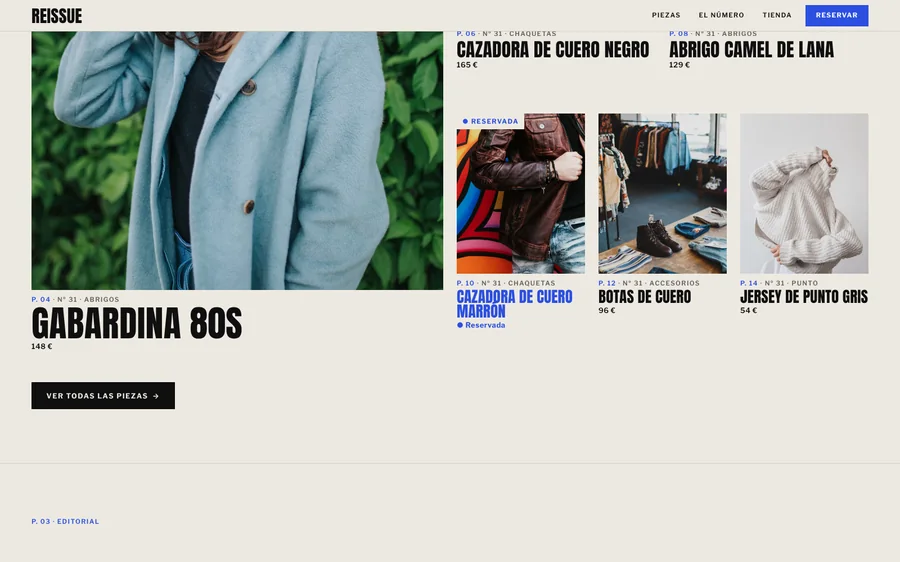 REISSUE
PIEZAS
EL NÚMERO
TIENDA
RESERVAR
P. 06 · Nº 31 · CHAQUETAS
CAZADORA DE CUERO NEGRO
165 €
P. 08 · Nº 31 · ABRIGOS
ABRIGO CAMEL DE LANA
129 €
P. 04 · Nº 31 · ABRIGOS
GABARDINA 80S
148 €
● RESERVADA
P. 10 · Nº 31 · CHAQUETAS
CAZADORA DE CUERO
MARRÓN
● Reservada
P. 12 · Nº 31 · ACCESORIOS
BOTAS DE CUERO
96 €
P. 14 · Nº 31 · PUNTO
JERSEY DE PUNTO GRIS
54 €
VER TODAS LAS PIEZAS →
P. 03 · EDITORIAL